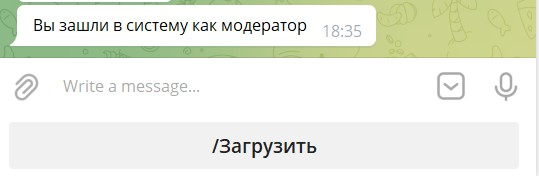 Вы зашли в систему как модератор 18:35
Write a message...
/Загрузить